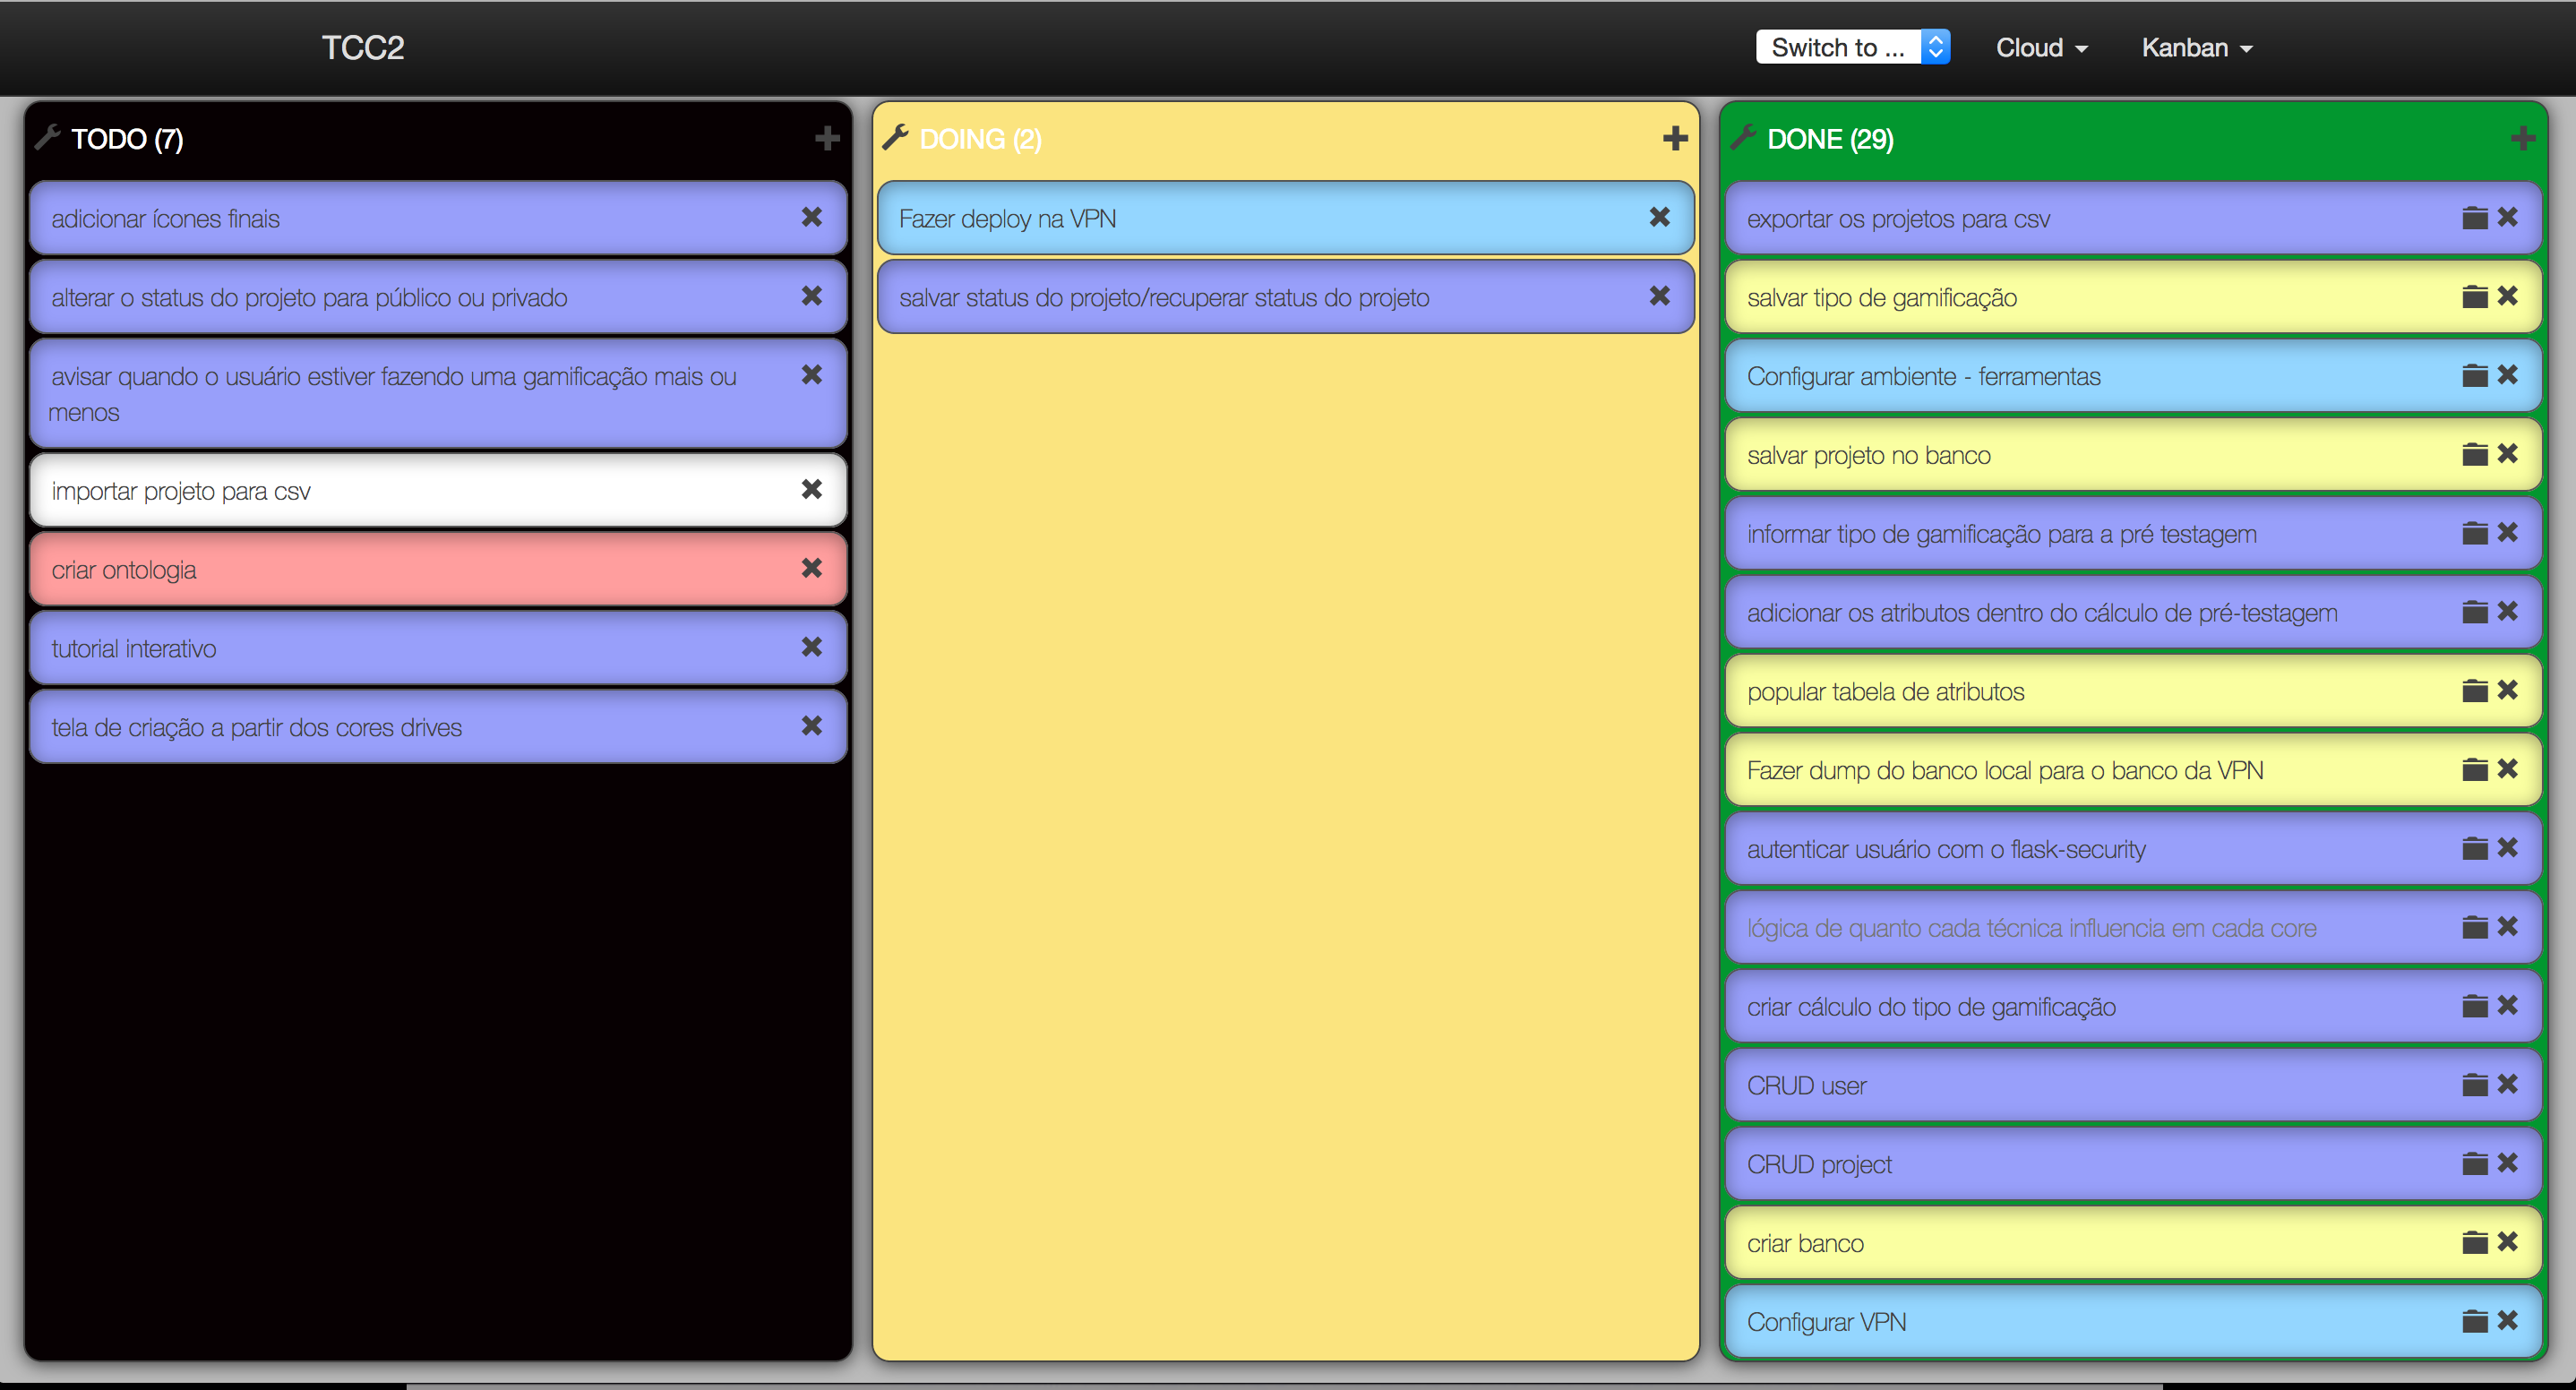 TCC2
Switch to ...
Cloud
Kanban
TODO (7)
adicionar ícones finais
alterar o status do projeto para público ou privado
avisar quando o usuário estiver fazendo uma gamificação mais ou
menos
importar projeto para csv
criar ontologia
tutorial interativo
tela de criação a partir dos cores drives
DOING (2)
Fazer deploy na VPN
salvar status do projeto/recuperar status do projeto
DONE (29)
exportar os projetos para csv
salvar tipo de gamificação
Configurar ambiente - ferramentas
salvar projeto no banco
informar tipo de gamificação para a pré testagem
adicionar os atributos dentro do cálculo de pré-testagem
popular tabela de atributos
Fazer dump do banco local para o banco da VPN
autenticar usuário com o flask-security
lógica de quanto cada técnica influencia em cada core
criar cálculo do tipo de gamificação
CRUD user
CRUD project
criar banco
Configurar VPN